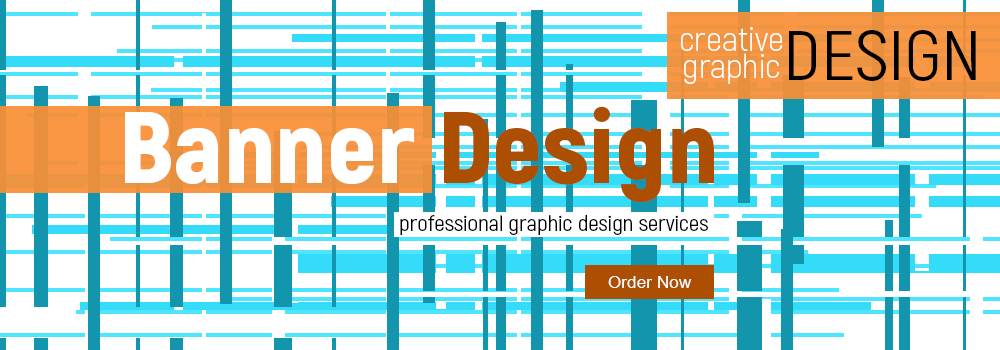 creative
graphic DESIGN
Banner Design
professional graphic design services
Order Now